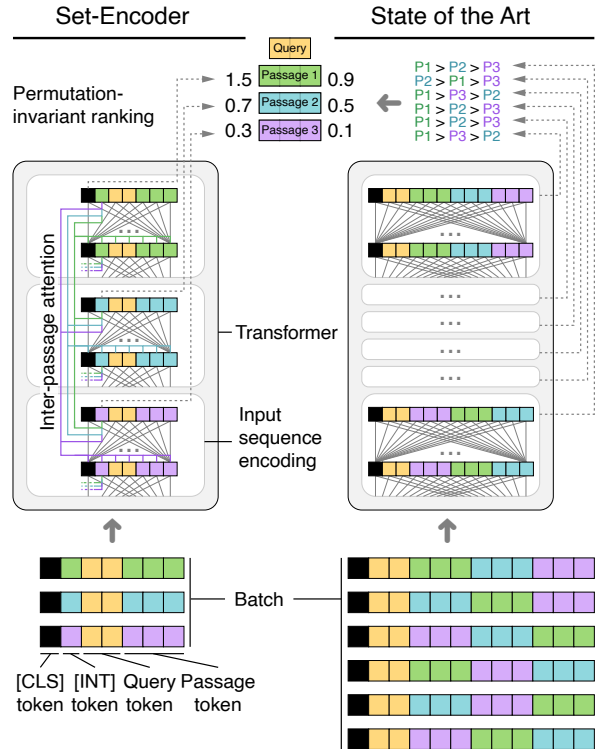 Set-Encoder
State of the Art
Query
1.5 Passage 1 0.9
0.7 Passage 2 0.5
0.3 Passage 3 0.1
Permutation-
invariant ranking
P1 > P2 > P3
P2 > P1 > P3
P1 > P3 > P2
P1 > P2 > P3
P1 > P2 > P3
P1 > P3 > P2
Inter-passage attention
...
...
...
Transformer
Input
sequence
encoding
...
...
...
...
...
...
Batch
[CLS] [INT] Query Passage
token token token token